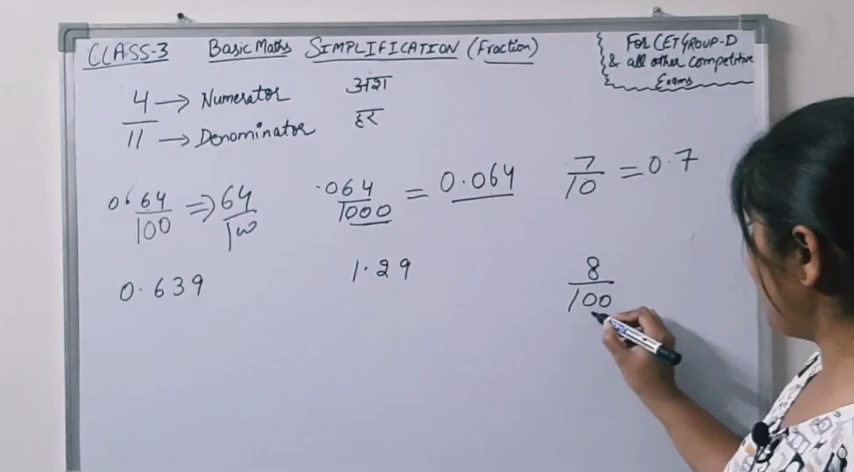 CLASS-3 Basic Maths SIMPLIFICATION (Fraction)
For CET GROUP-D
& all other competitive
Exams
4 → Numerator अंश
11 → Denominator हर
64/100 ⇒ 64/100
.064/1000 = 0.064
7/10 = 0.7
0.639
1.29
8/100